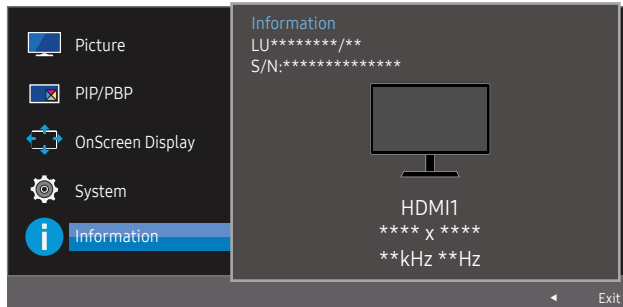 Picture
PIP/PBP
OnScreen Display
System
Information
Information
LU********/**
S/N:**************
HDMI1
**** x ****
**kHz **Hz
Exit